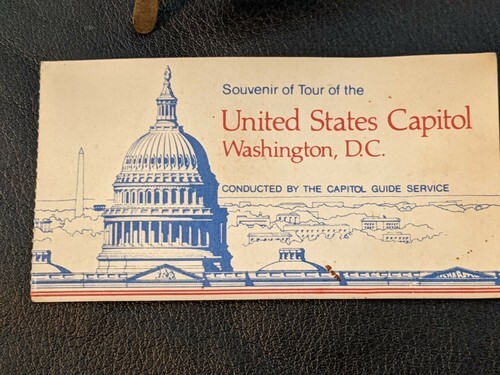 Souvenir of Tour of the
United States Capitol
Washington, D.C.
CONDUCTED BY THE CAPITOL GUIDE SERVICE